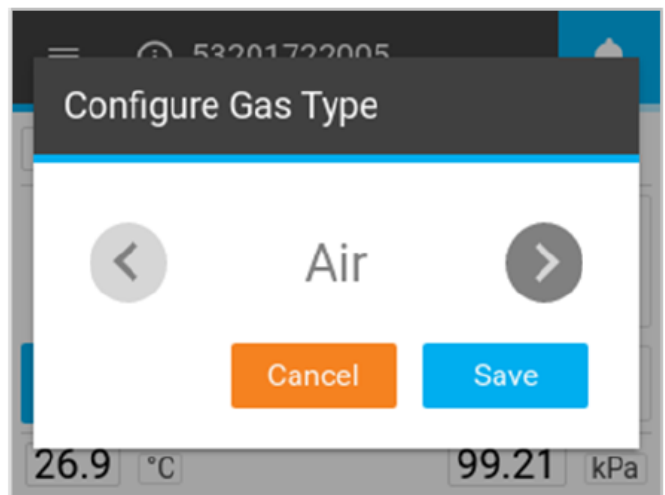 53201722005
Configure Gas Type
Air
Cancel Save
26.9 °C 99.21 kPa